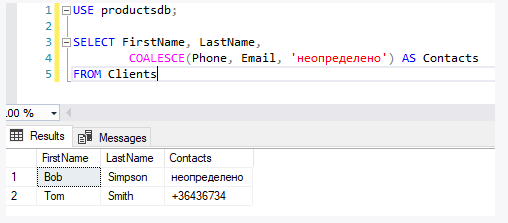 1 USE productsdb;
2
3 SELECT FirstName, LastName,
4 COALESCE(Phone, Email, 'неопределено') AS Contacts
5 FROM Clients
.00 %
Results Messages
FirstName LastName Contacts
1 Bob Simpson неопределено
2 Tom Smith +36436734